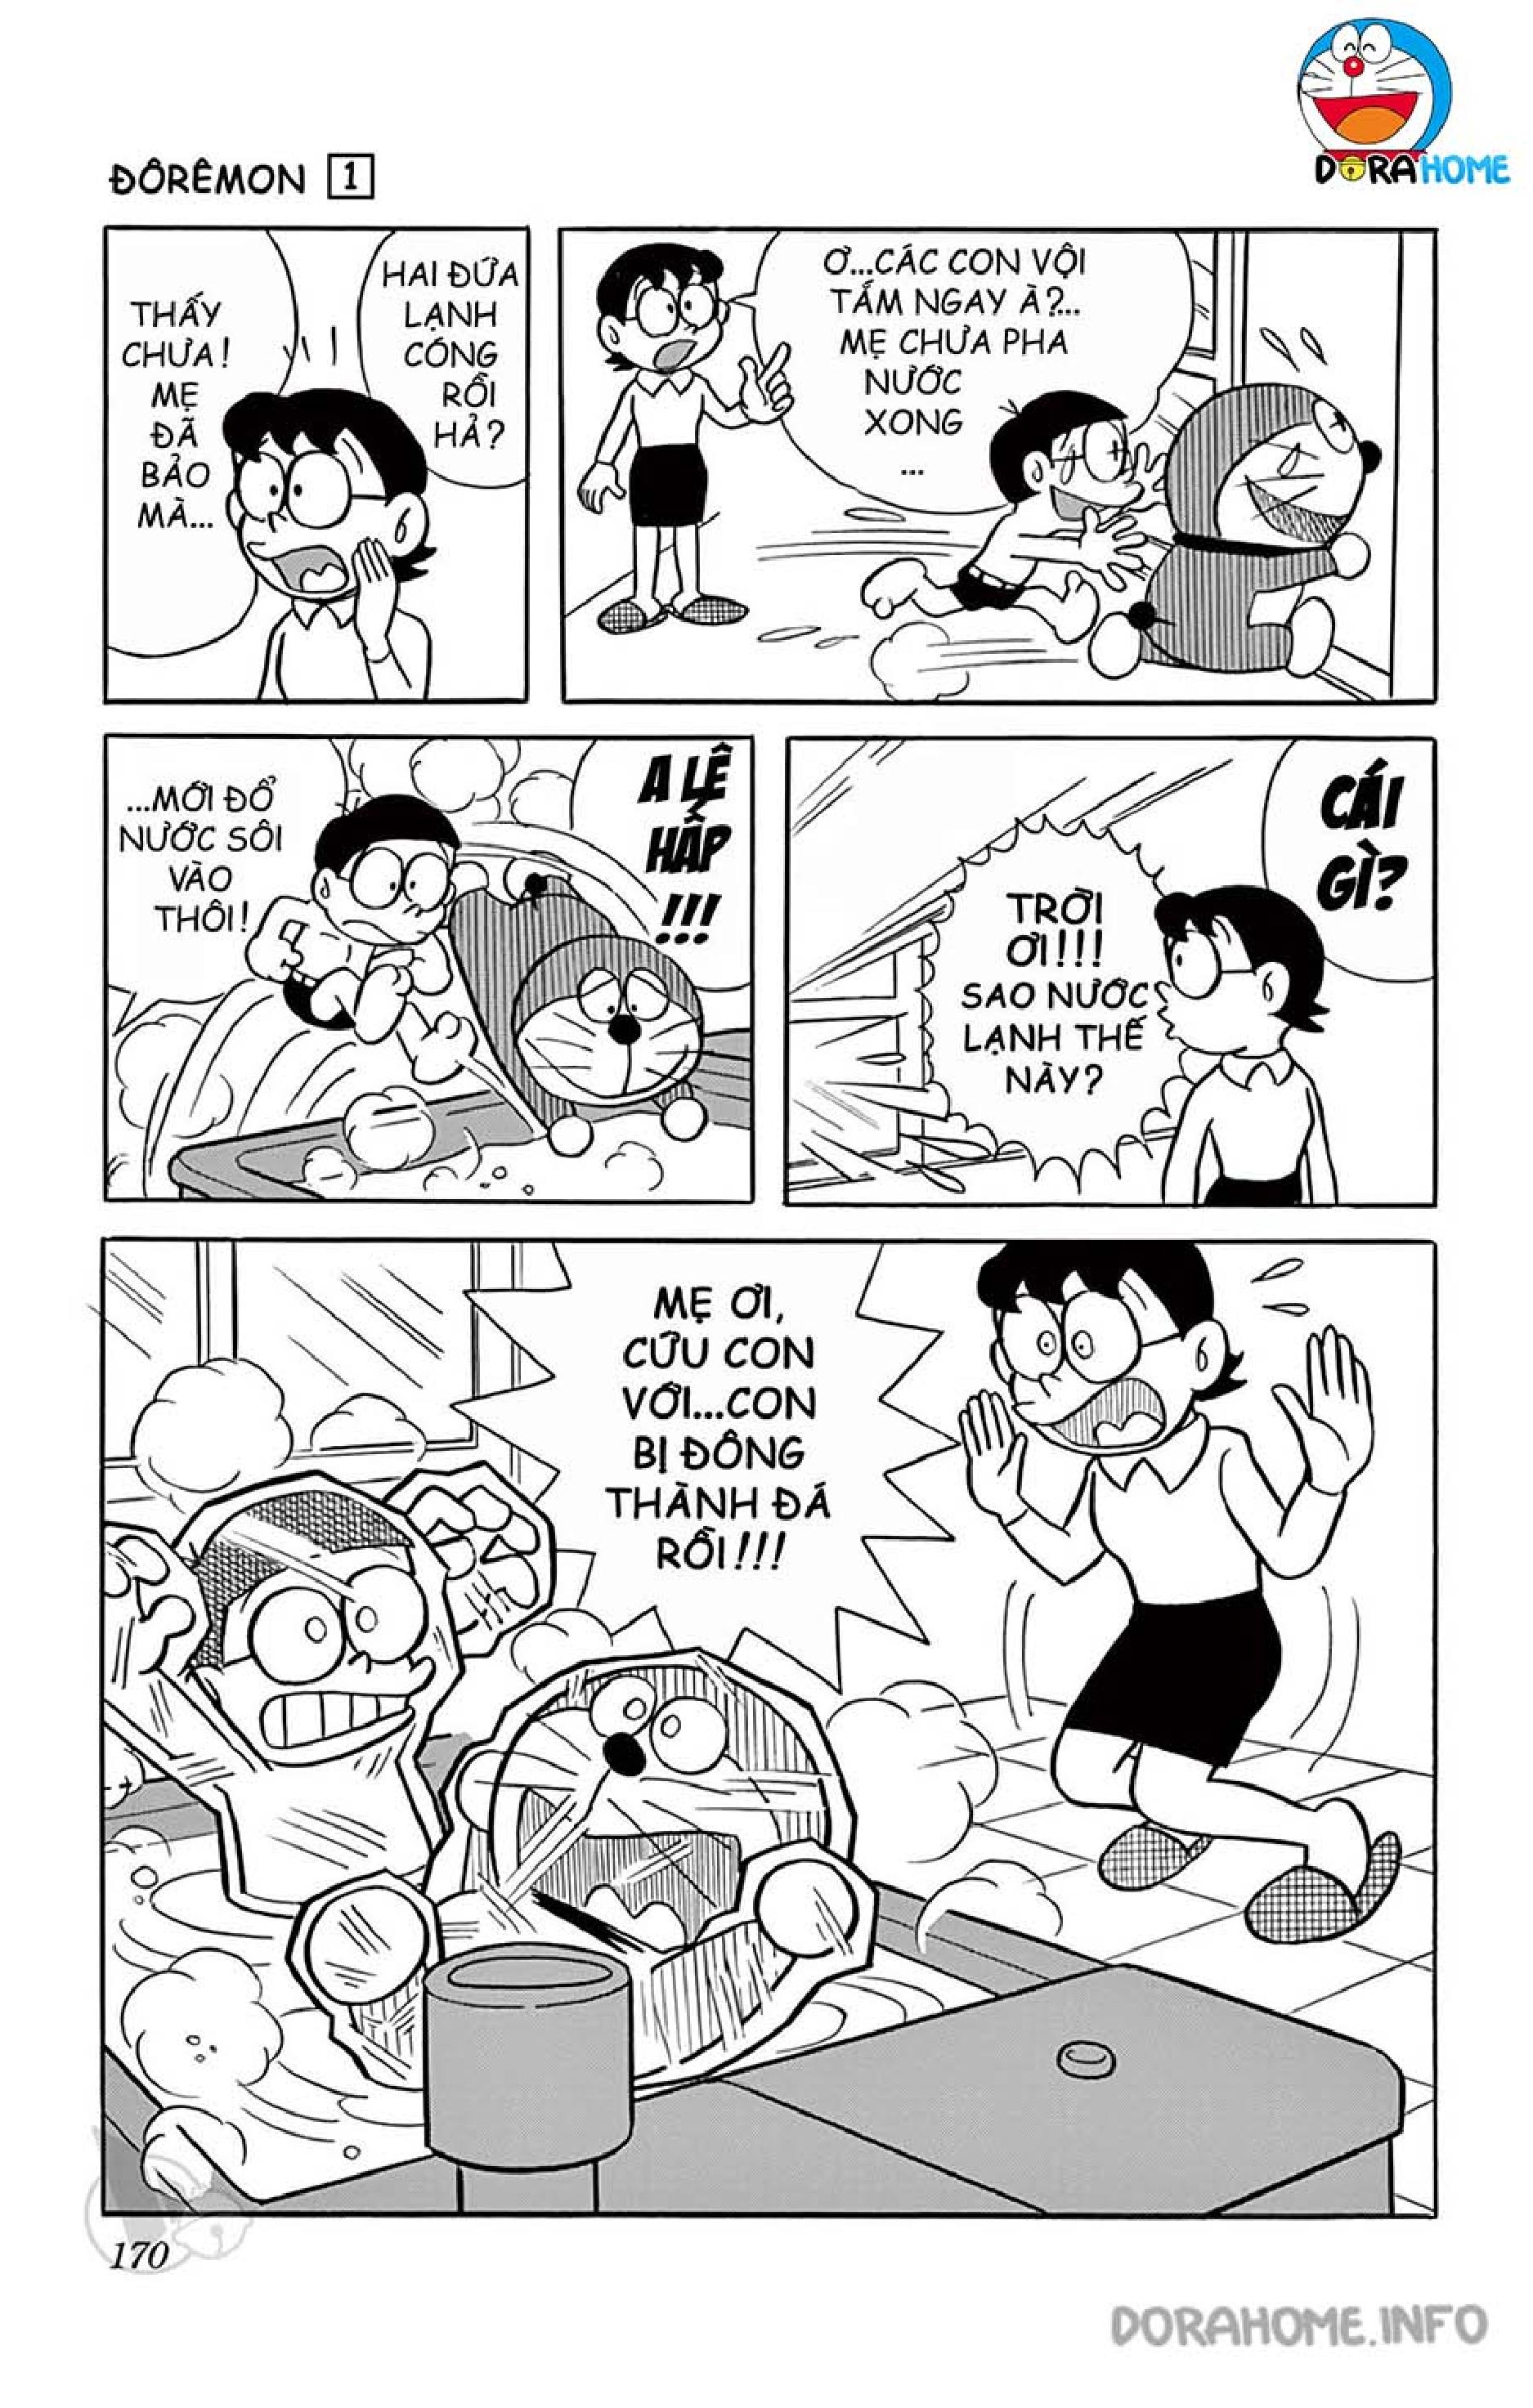 DORAHOME
ĐÔRÊMON 1
THẤY
CHƯA!
MẸ
ĐÃ
BẢO
MÀ...
HAI ĐỨA
LẠNH
CÓNG
RỒI
HẢ?
Ơ...CÁC CON VỘI
TẮM NGAY À?...
MẸ CHƯA PHA
NƯỚC
XONG
...
...MỚI ĐỔ
NƯỚC SÔI
VÀO
THÔI!
A LÊ
HẤP
!!!
TRỜI
ƠI!!!
SAO NƯỚC
LẠNH THẾ
NÀY?
CÁI
GÌ?
MẸ ƠI,
CỨU CON
VỚI...CON
BỊ ĐÔNG
THÀNH ĐÁ
RỒI!!!
170
DORAHOME.INFO